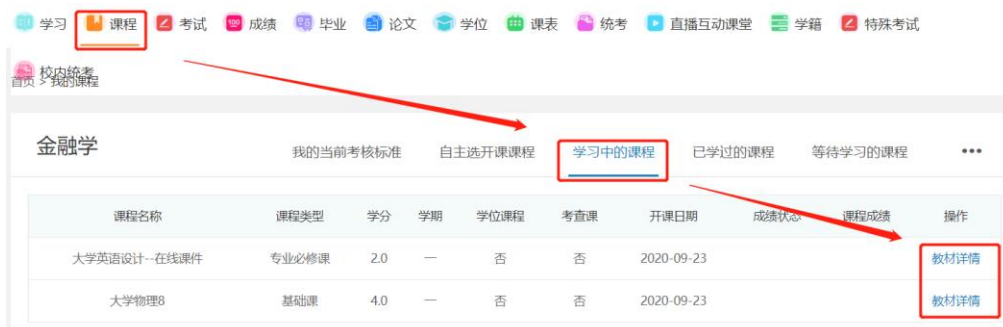 学习 课程 考试 成绩 毕业 论文 学位 课表 统考 直播互动课堂 学籍 特殊考试
校内统考
首页 > 我的课程
金融学 我的当前考核标准 自主选开课课程 学习中的课程 已学过的课程 等待学习的课程 •••
课程名称 课程类型 学分 学期 学位课程 考查课 开课日期 成绩状态 课程成绩 操作
大学英语设计--在线课件 专业必修课 2.0 — 否 否 2020-09-23 教材详情
大学物理8 基础课 4.0 — 否 否 2020-09-23 教材详情